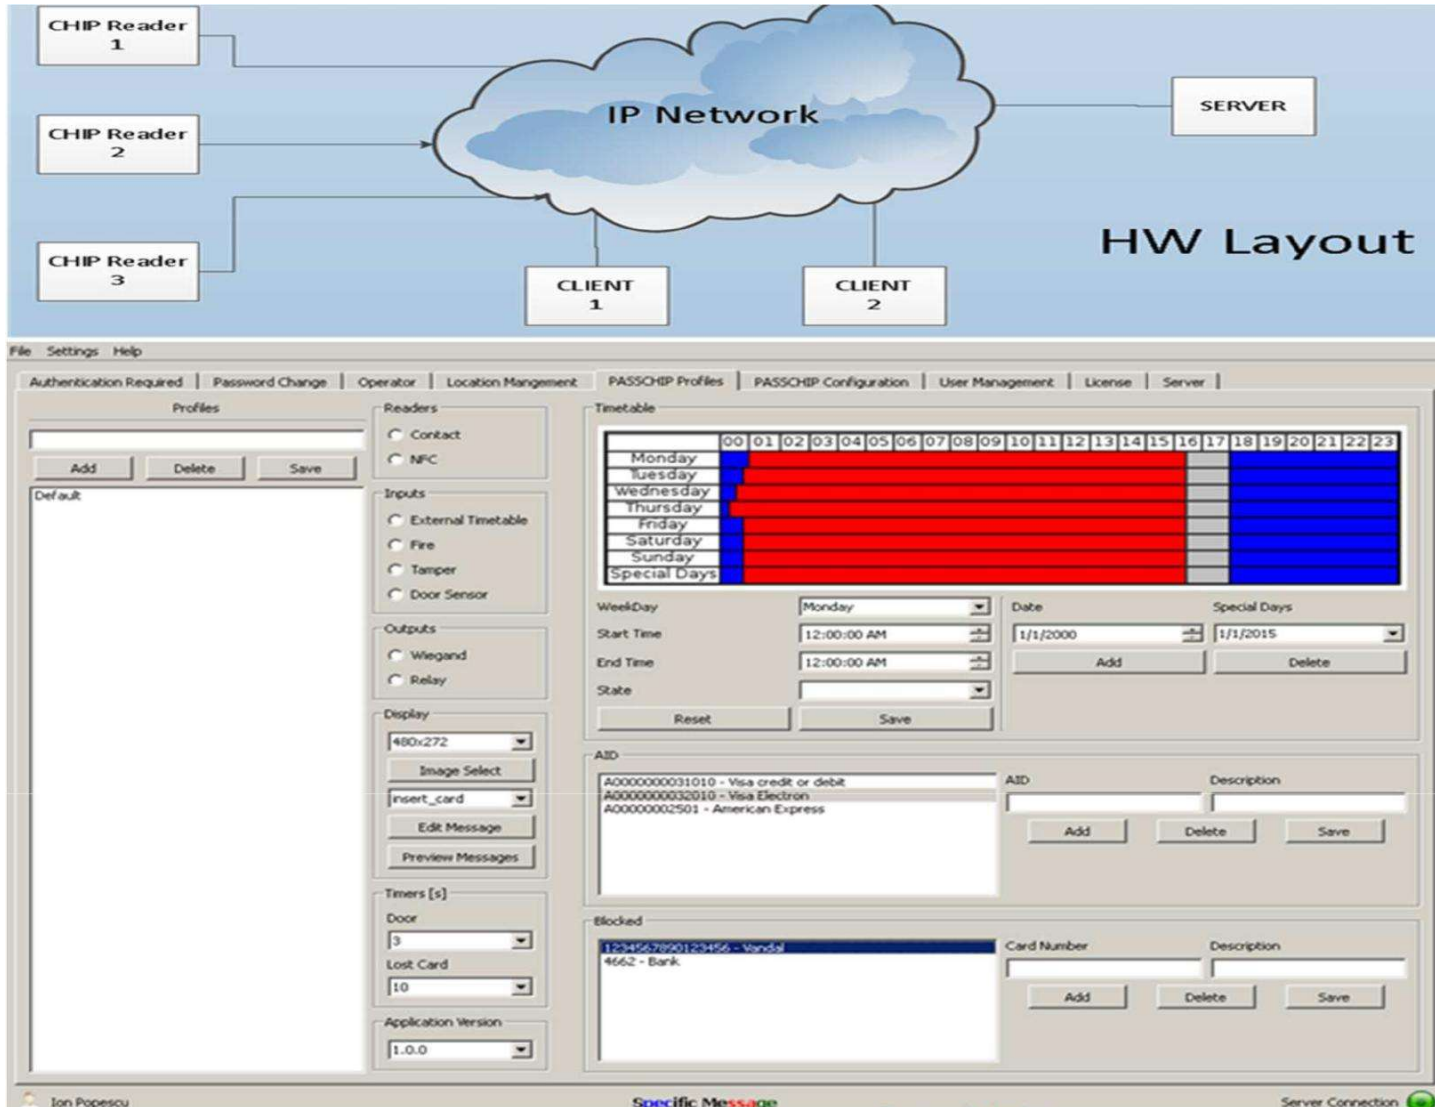 CHIP Reader
1
CHIP Reader
2
CHIP Reader
3
IP Network
SERVER
CLIENT
1
CLIENT
2
HW Layout
File Settings Help
Authentication Required Password Change Operator Location Mangement PASSCHIP Profiles PASSCHIP Configuration User Management License Server
Profiles
Add Delete Save
Default
Readers
Contact
NFC
Inputs
External Timetable
Fire
Tamper
Door Sensor
Outputs
Wiegand
Relay
Display
480x272
Image Select
insert_card
Edit Message
Preview Messages
Timers [s]
Door
3
Lost Card
10
Application Version
1.0.0
Timetable
00 01 02 03 04 05 06 07 08 09 10 11 12 13 14 15 16 17 18 19 20 21 22 23
Monday
Tuesday
Wednesday
Thursday
Friday
Saturday
Sunday
Special Days
WeekDay Monday
Start Time 12:00:00 AM
End Time 12:00:00 AM
State
Reset Save
Date Special Days
1/1/2000 1/1/2015
Add Delete
AID
A0000000031010 - Visa credit or debit
A0000000032010 - Visa Electron
A00000002501 - American Express
AID Description
Add Delete Save
Blocked
1234567890123456 - Vandal
4662 - Bank
Card Number Description
Add Delete Save
Ion Popescu Specific Message Server Connection